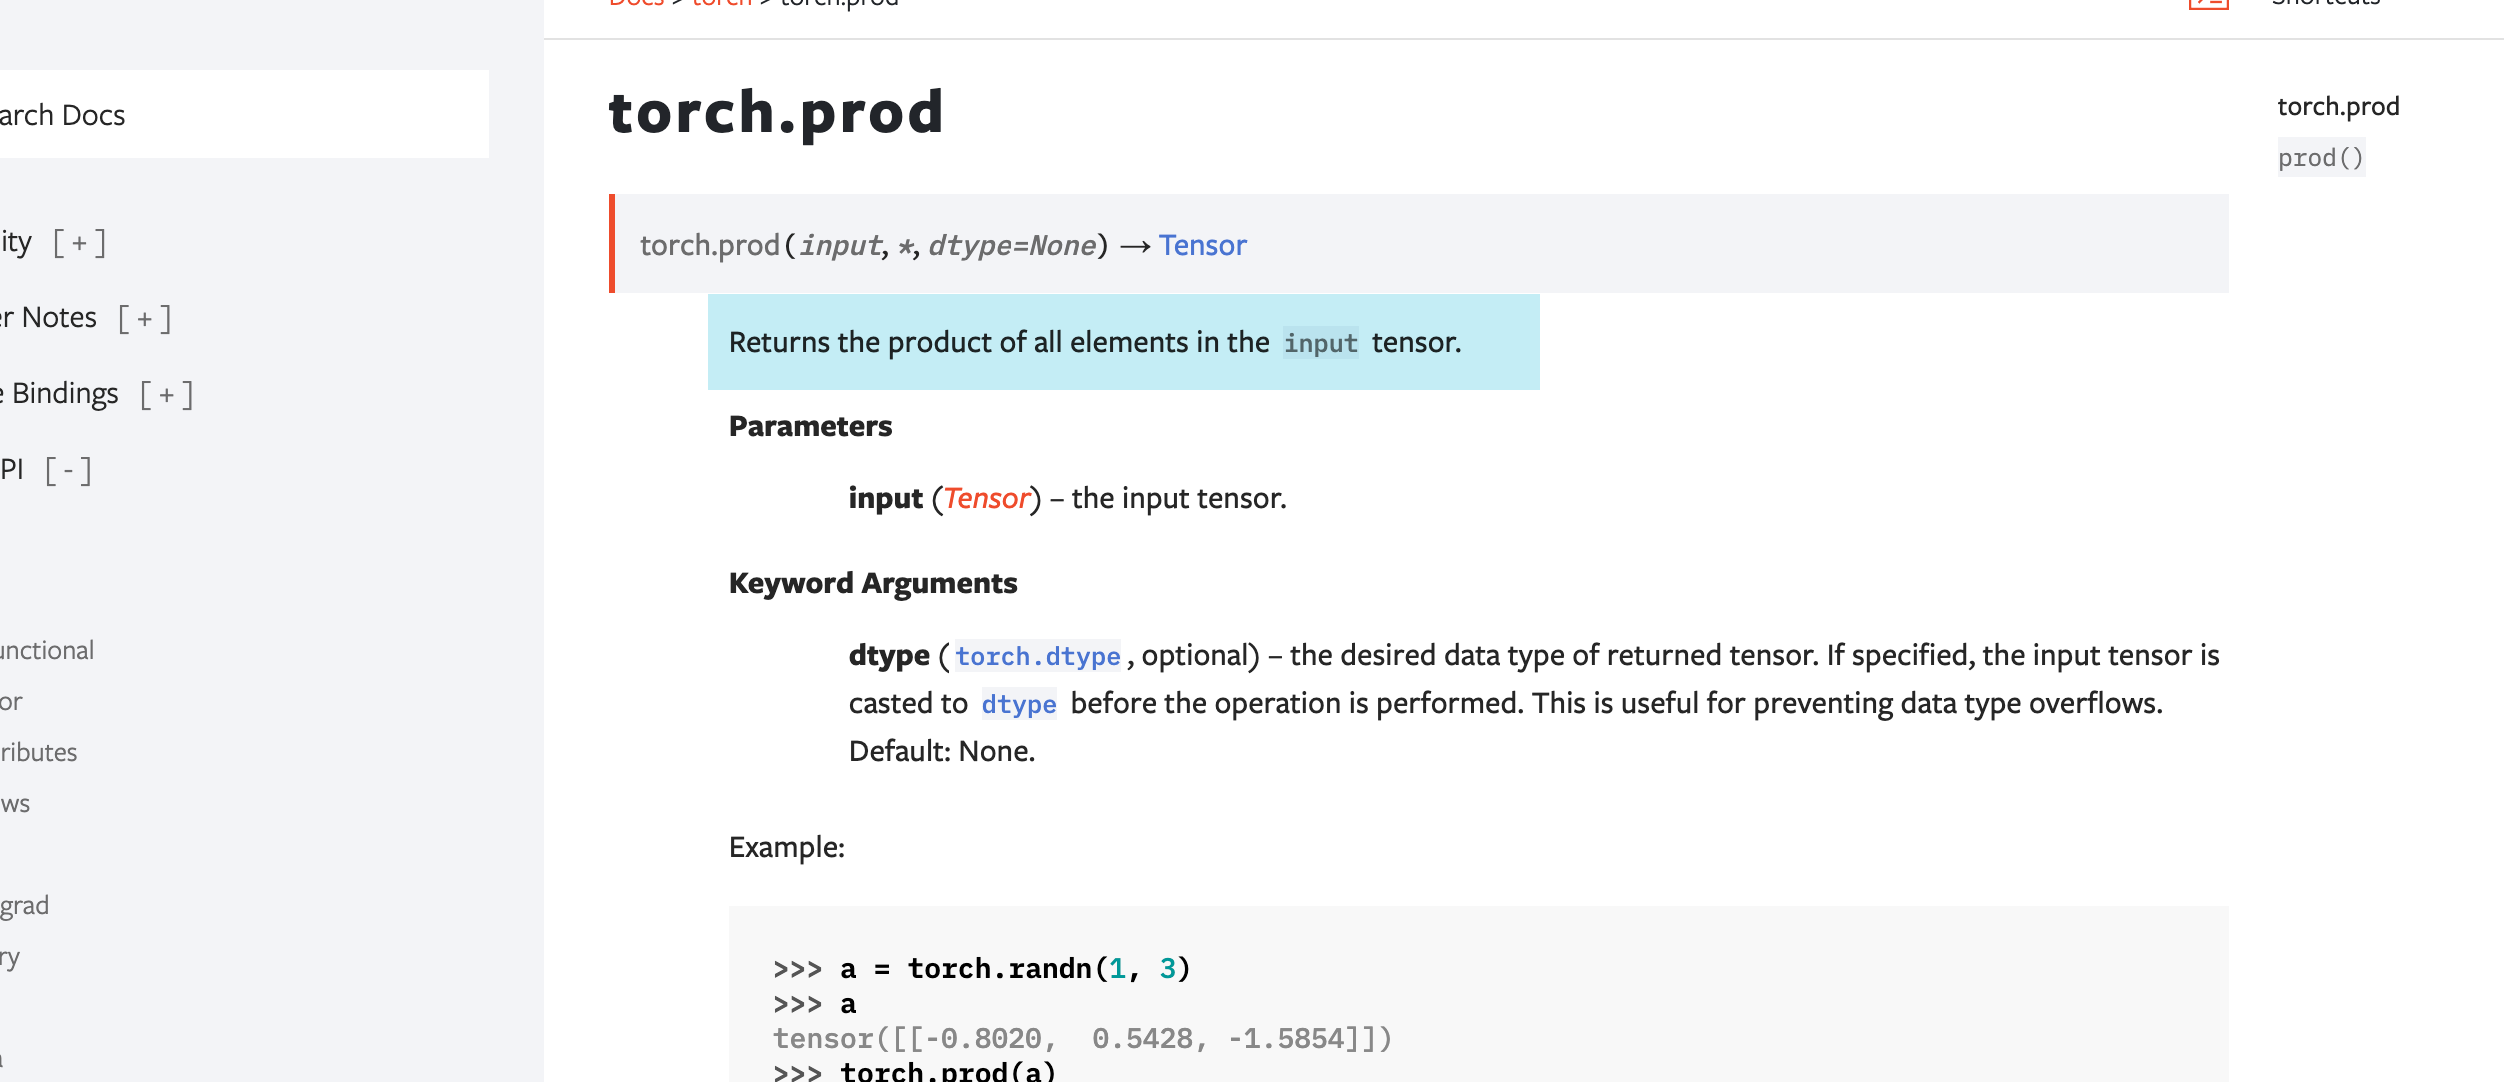 Docs > torch > torch.prod
Shortcuts
arch Docs
ity [ + ]
er Notes [ + ]
e Bindings [ + ]
PI [ - ]
unctional
or
ributes
ws
grad
ry
torch.prod
torch.prod(input, *, dtype=None) → Tensor
Returns the product of all elements in the input tensor.
Parameters
input (Tensor) – the input tensor.
Keyword Arguments
dtype (torch.dtype, optional) – the desired data type of returned tensor. If specified, the input tensor is
casted to dtype before the operation is performed. This is useful for preventing data type overflows.
Default: None.
Example:
>>> a = torch.randn(1, 3)
>>> a
tensor([[-0.8020,  0.5428, -1.5854]])
>>> torch.prod(a)
torch.prod
prod()